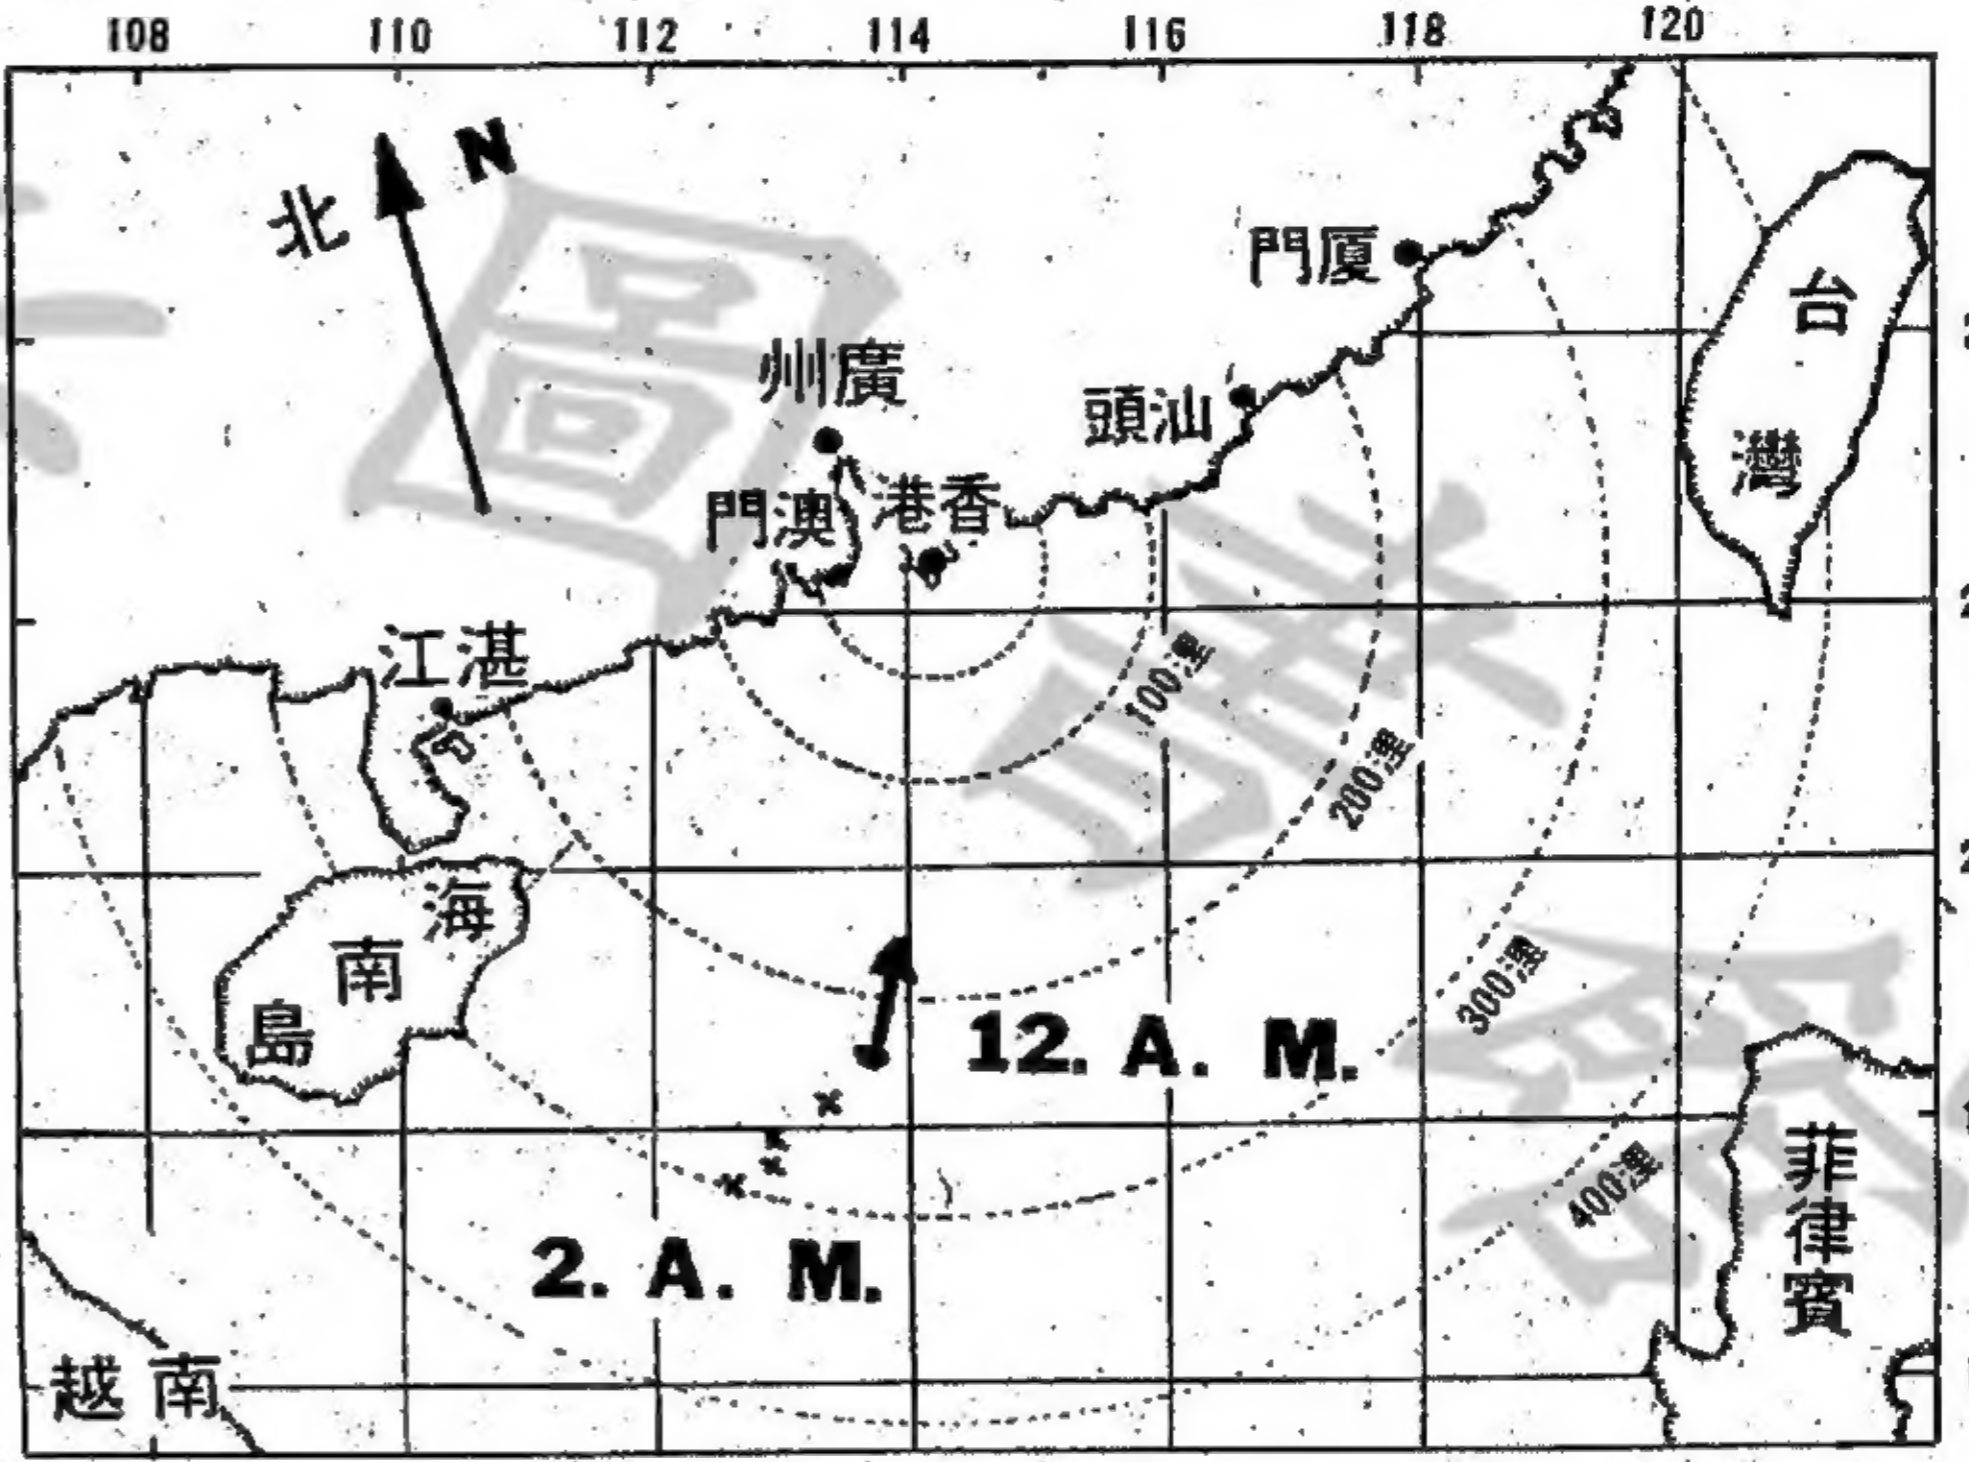 108 110 112 114 116 118 120
N
北
厦門
台灣
廣州
汕頭
香港
澳門
湛江
100浬
200浬
海南島
300浬
12. A. M.
400浬
2. A. M.
菲律賓
越南